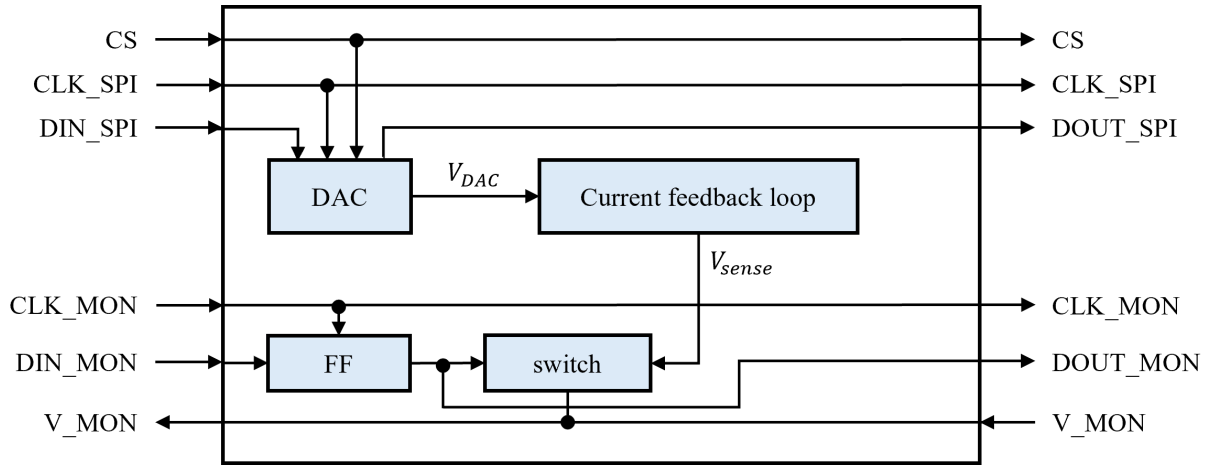 CS CS
CLK_SPI CLK_SPI
DIN_SPI DOUT_SPI
DAC V_DAC Current feedback loop
V_sense
CLK_MON CLK_MON
DIN_MON FF switch DOUT_MON
V_MON V_MON